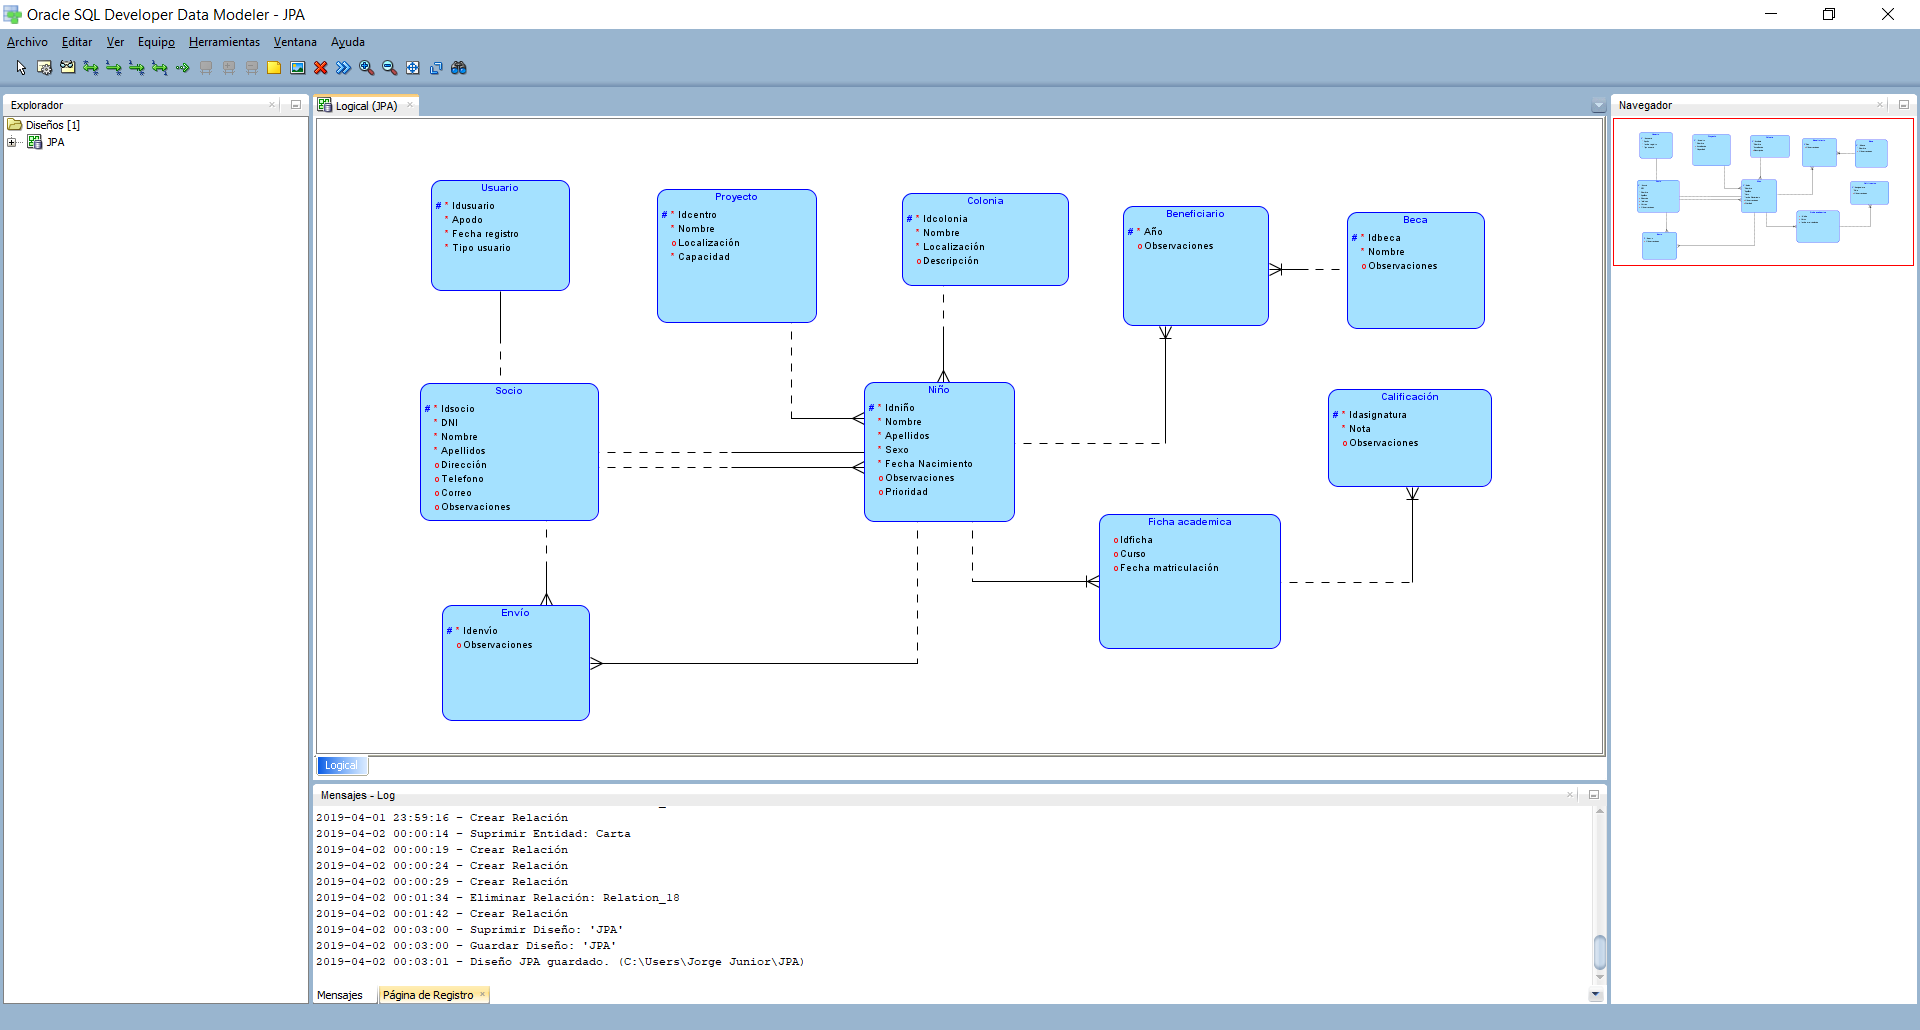 Oracle SQL Developer Data Modeler - JPA
Archivo Editar Ver Equipo Herramientas Ventana Ayuda
Explorador
Diseños [1]
JPA
Logical (JPA)
Usuario
# * Idusuario
* Apodo
* Fecha registro
* Tipo usuario
Proyecto
# * Idcentro
* Nombre
o Localización
* Capacidad
Colonia
# * Idcolonia
* Nombre
* Localización
o Descripción
Beneficiario
# * Año
o Observaciones
Beca
# * Idbeca
* Nombre
o Observaciones
Socio
# * Idsocio
* DNI
* Nombre
* Apellidos
o Dirección
o Telefono
o Correo
o Observaciones
Niño
# * Idniño
* Nombre
* Apellidos
* Sexo
* Fecha Nacimiento
o Observaciones
o Prioridad
Calificación
# * Idasignatura
* Nota
o Observaciones
Ficha academica
o Idficha
o Curso
o Fecha matriculación
Envío
# * Idenvío
o Observaciones
Logical
Navegador
Mensajes - Log
2019-04-01 23:59:16 - Crear Relación
2019-04-02 00:00:14 - Suprimir Entidad: Carta
2019-04-02 00:00:19 - Crear Relación
2019-04-02 00:00:24 - Crear Relación
2019-04-02 00:00:29 - Crear Relación
2019-04-02 00:01:34 - Eliminar Relación: Relation_18
2019-04-02 00:01:42 - Crear Relación
2019-04-02 00:03:00 - Suprimir Diseño: 'JPA'
2019-04-02 00:03:00 - Guardar Diseño: 'JPA'
2019-04-02 00:03:01 - Diseño JPA guardado. (C:\Users\Jorge Junior\JPA)
Mensajes
Página de Registro